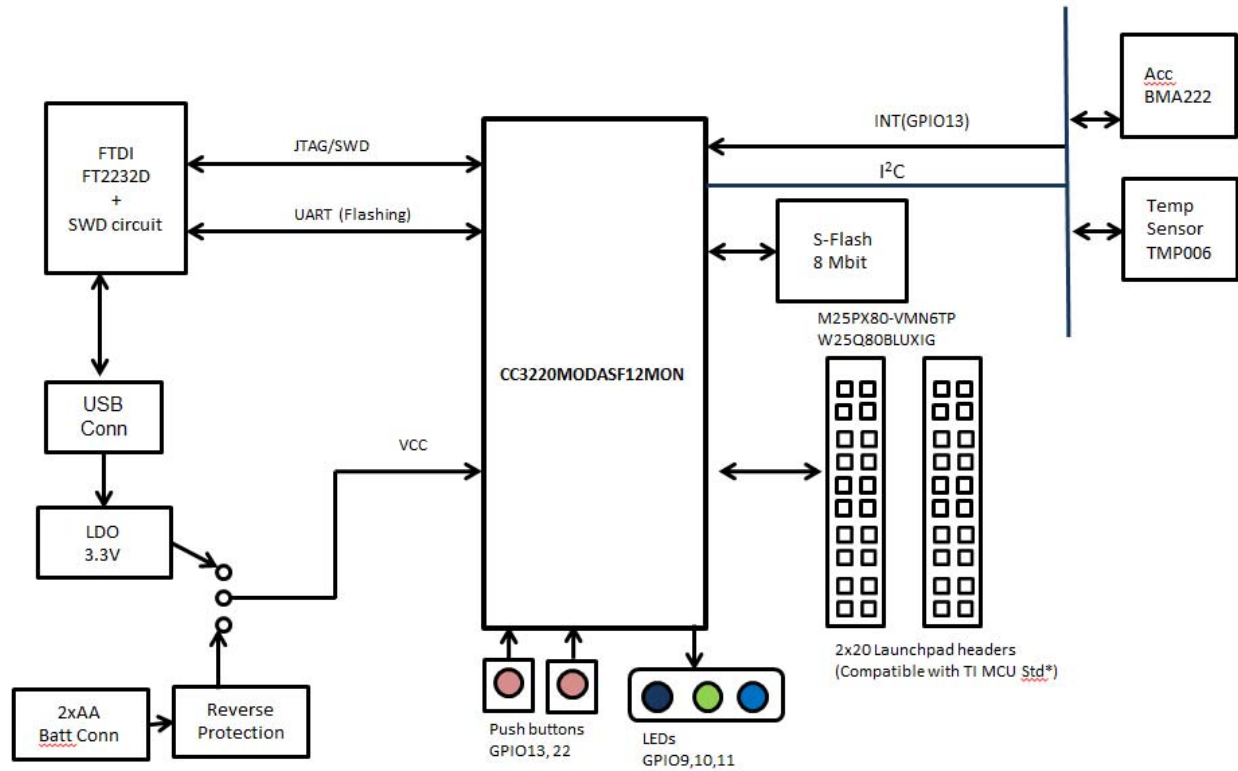 FTDI
FT2232D
+
SWD circuit
JTAG/SWD
UART (Flashing)
USB
Conn
LDO
3.3V
2xAA
Batt Conn
Reverse
Protection
VCC
CC3220MODASF12MON
Push buttons
GPIO13, 22
LEDs
GPIO9,10,11
INT(GPIO13)
I²C
S-Flash
8 Mbit
M25PX80-VMN6TP
W25Q80BLUXIG
2x20 Launchpad headers
(Compatible with TI MCU Std*)
Acc
BMA222
Temp
Sensor
TMP006